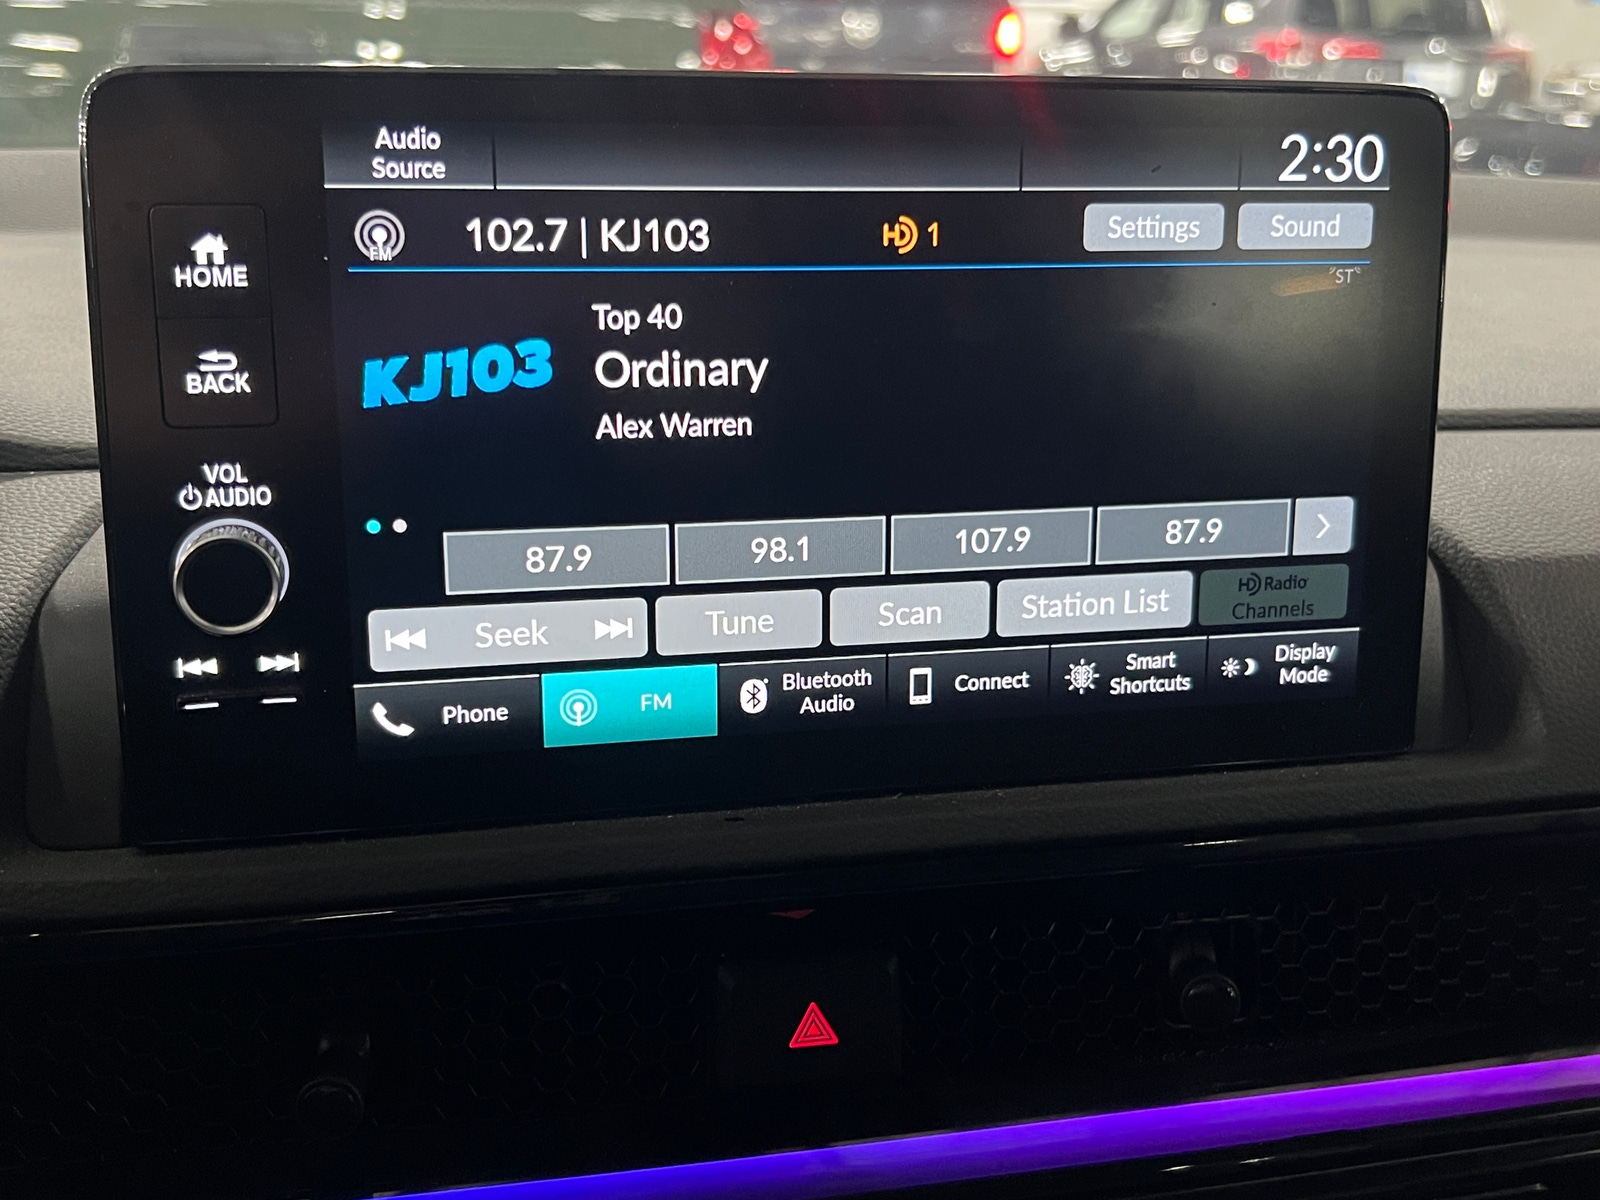 Audio
Source
2:30
FM
102.7 | KJ103
HD 1
Settings
Sound
"ST"
HOME
BACK
VOL
AUDIO
KJ103
Top 40
Ordinary
Alex Warren
87.9
98.1
107.9
87.9
Seek
Tune
Scan
Station List
HD Radio
Channels
Phone
FM
Bluetooth
Audio
Connect
Smart
Shortcuts
Display
Mode